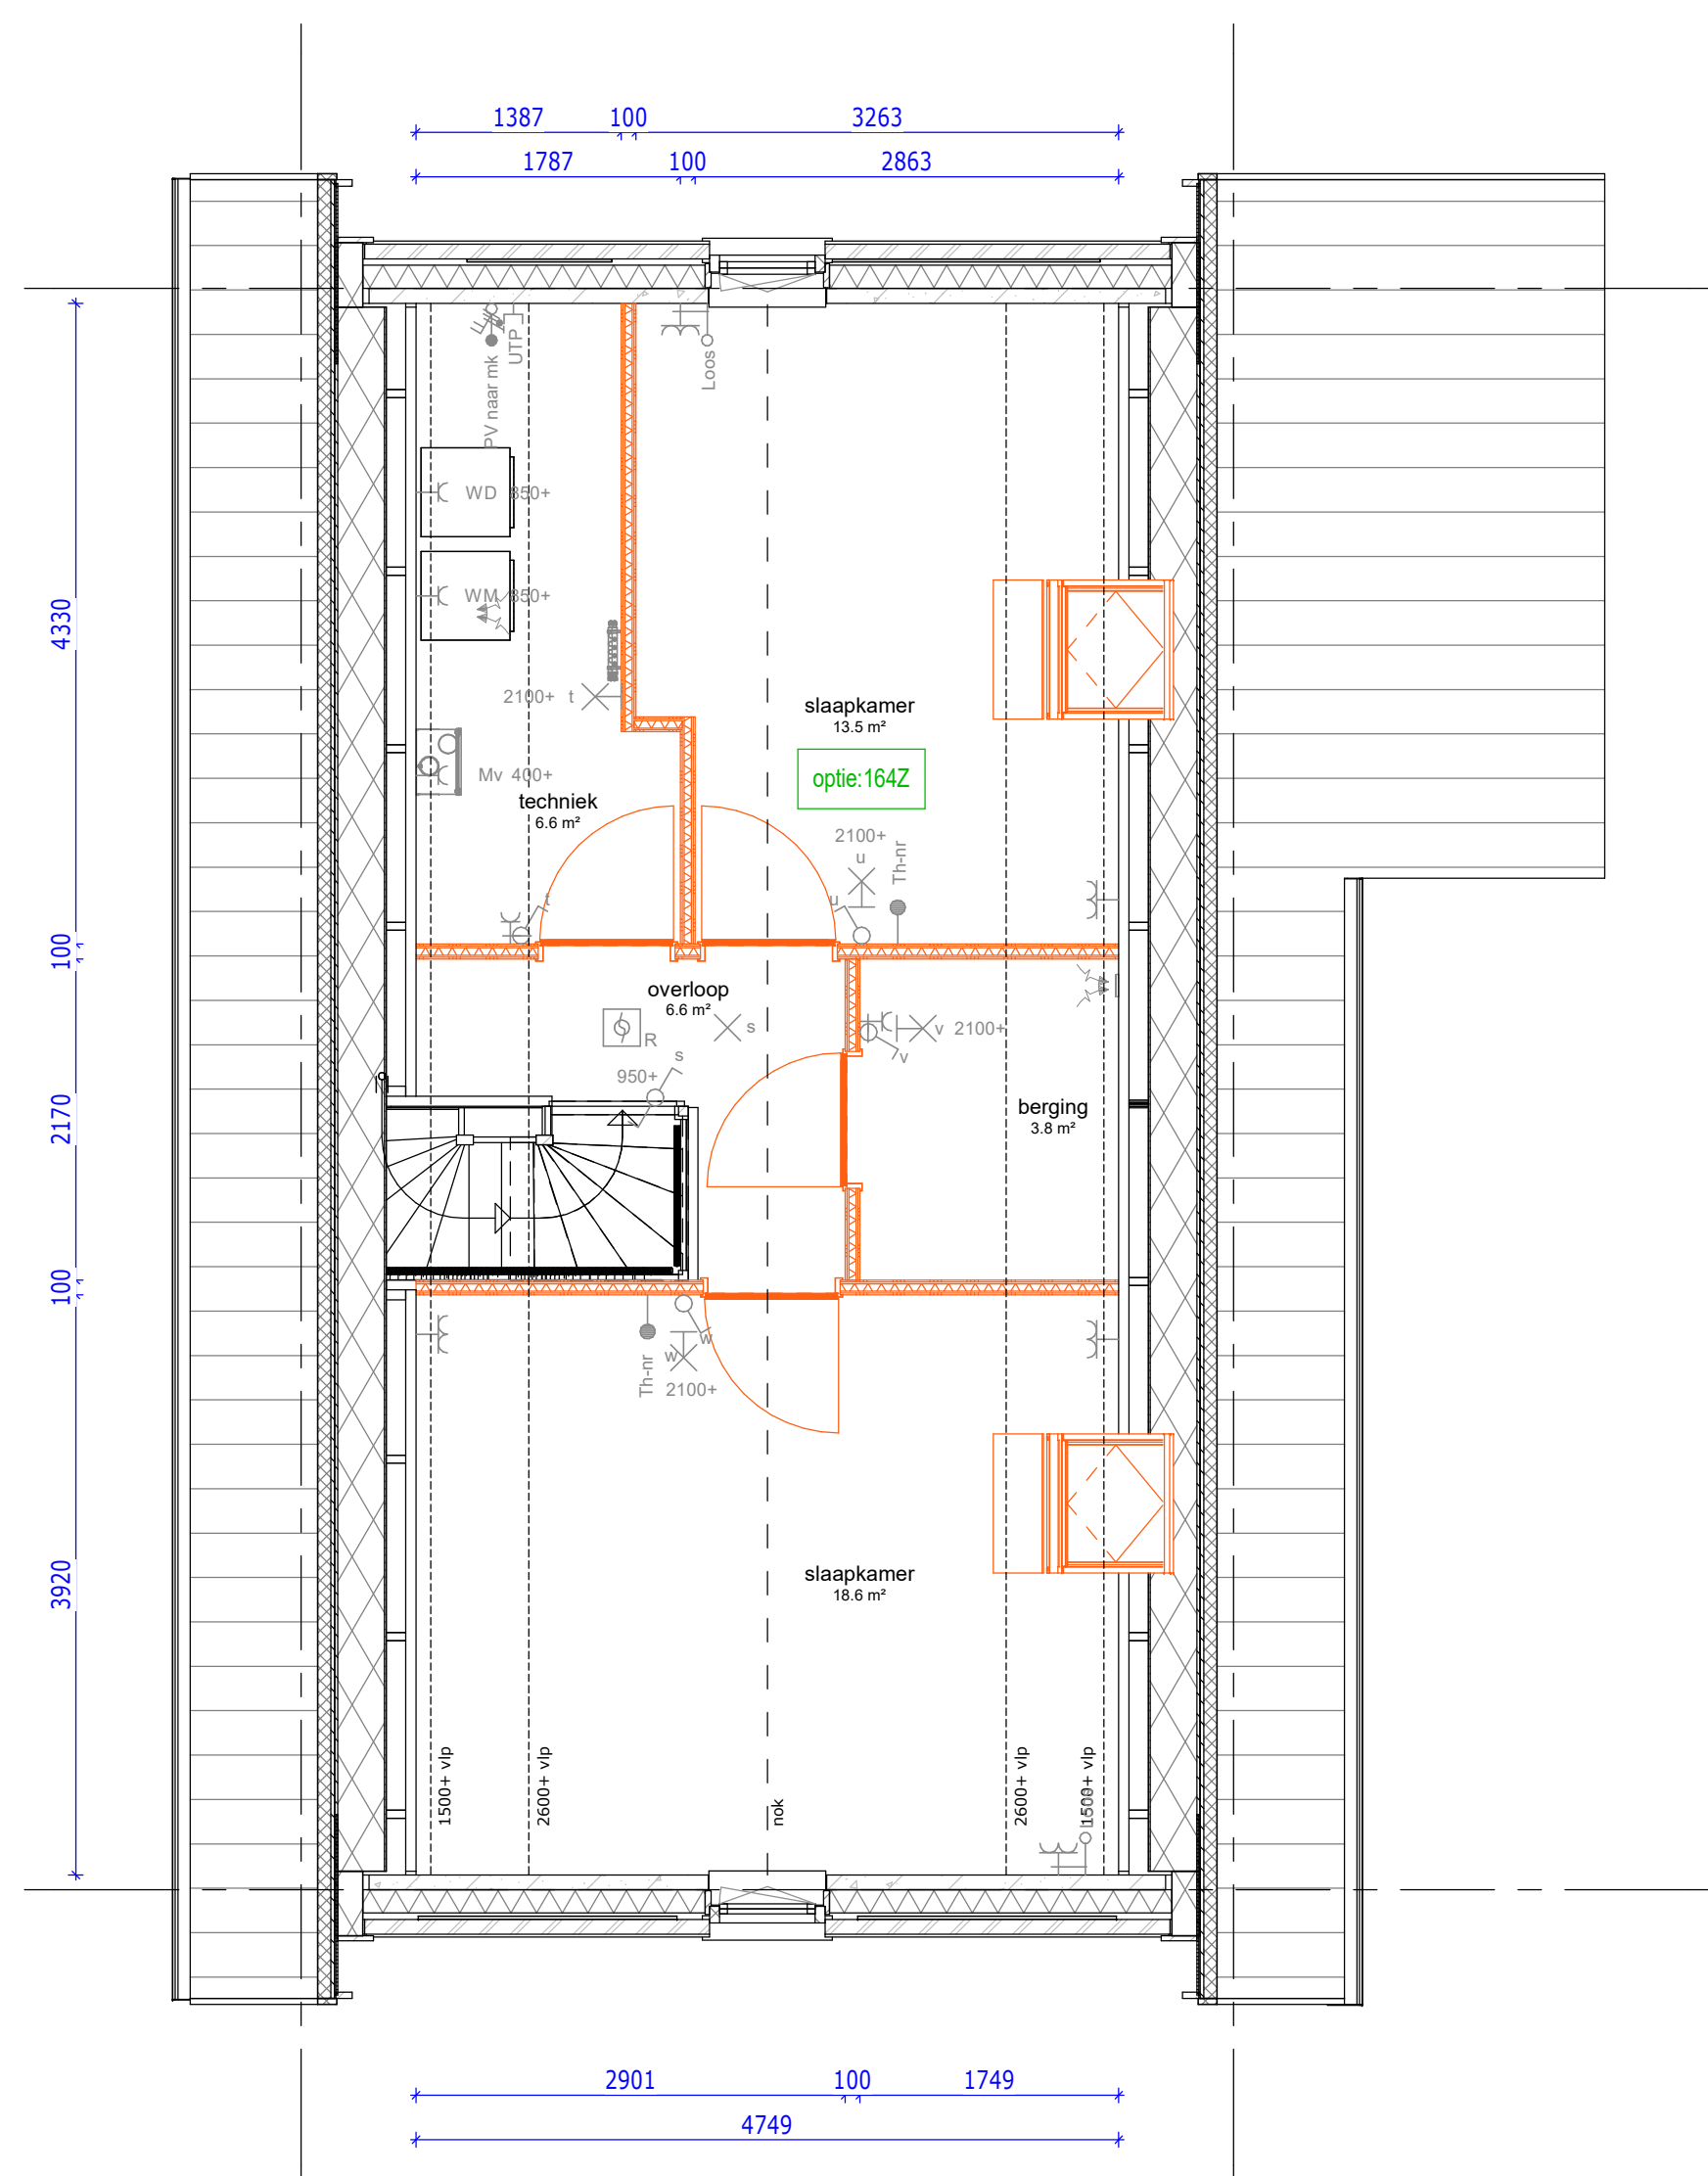 1387 100 3263
1787 100 2863
UTP
PV naar mk
Loos
WD 850+
WM 850+
4330
2100+ t
slaapkamer
13.5 m²
optie:164Z
Mv 400+
techniek
6.6 m²
2100+
u
Th-nr
t
u
100
overloop
6.6 m²
s
v 2100+
R
v
s
950+
2170
berging
3.8 m²
100
w
w
Th-nr
2100+
3920
slaapkamer
18.6 m²
1500+ vlp
2600+ vlp
nok
2600+ vlp
1500+ vlp
2901 100 1749
4749